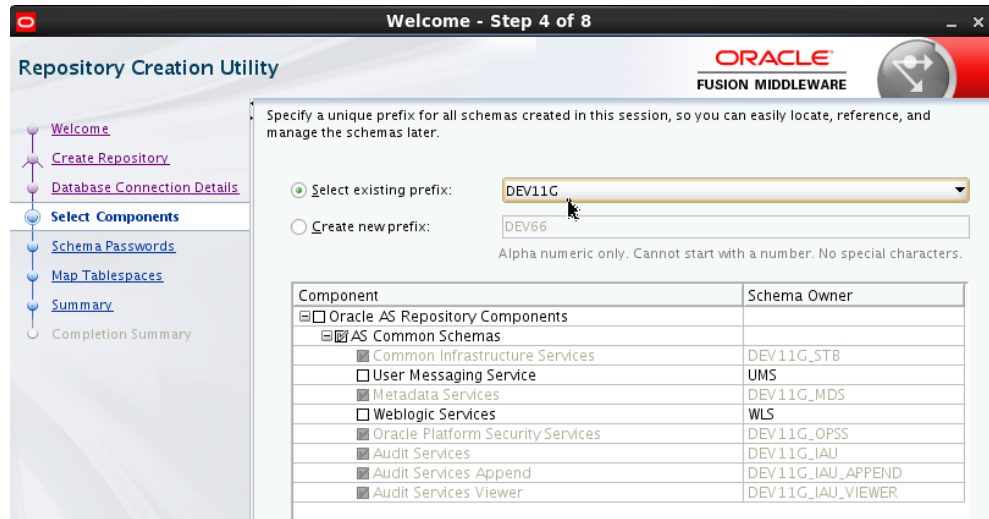 Welcome - Step 4 of 8
Repository Creation Utility
ORACLE
FUSION MIDDLEWARE
Welcome
Create Repository
Database Connection Details
Select Components
Schema Passwords
Map Tablespaces
Summary
Completion Summary
Specify a unique prefix for all schemas created in this session, so you can easily locate, reference, and
manage the schemas later.
Select existing prefix: DEV11G
Create new prefix: DEV66
Alpha numeric only. Cannot start with a number. No special characters.
Component Schema Owner
Oracle AS Repository Components
AS Common Schemas
Common Infrastructure Services DEV11G_STB
User Messaging Service UMS
Metadata Services DEV11G_MDS
Weblogic Services WLS
Oracle Platform Security Services DEV11G_OPSS
Audit Services DEV11G_IAU
Audit Services Append DEV11G_IAU_APPEND
Audit Services Viewer DEV11G_IAU_VIEWER